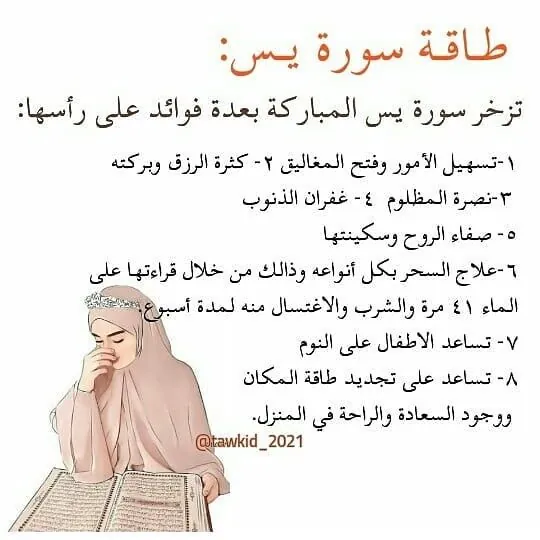 طاقة سورة يس:
تزخر سورة يس المباركة بعدة فوائد على رأسها:
١-تسهيل الأمور وفتح المغاليق ٢- كثرة الرزق وبركته
٣-نصرة المظلوم ٤- غفران الذنوب
٥- صفاء الروح وسكينتها
٦-علاج السحر بكل أنواعه وذالك من خلال قراءتها على
الماء ٤١ مرة والشرب والاغتسال منه لمدة أسبوع.
٧- تساعد الاطفال على النوم
٨- تساعد على تجديد طاقة المكان
ووجود السعادة والراحة في المنزل.
@tawkid_2021